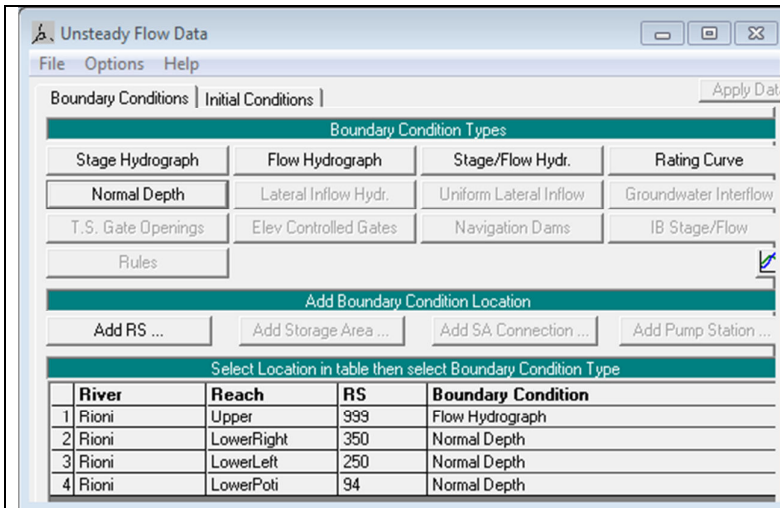 Unsteady Flow Data
File Options Help
Boundary Conditions Initial Conditions Apply Dat
Boundary Condition Types
Stage Hydrograph Flow Hydrograph Stage/Flow Hydr. Rating Curve
Normal Depth Lateral Inflow Hydr. Uniform Lateral Inflow Groundwater Interflow
T.S. Gate Openings Elev Controlled Gates Navigation Dams IB Stage/Flow
Rules
Add Boundary Condition Location
Add RS ... Add Storage Area ... Add SA Connection ... Add Pump Station ...
Select Location in table then select Boundary Condition Type
River Reach RS Boundary Condition
1 Rioni Upper 999 Flow Hydrograph
2 Rioni LowerRight 350 Normal Depth
3 Rioni LowerLeft 250 Normal Depth
4 Rioni LowerPoti 94 Normal Depth